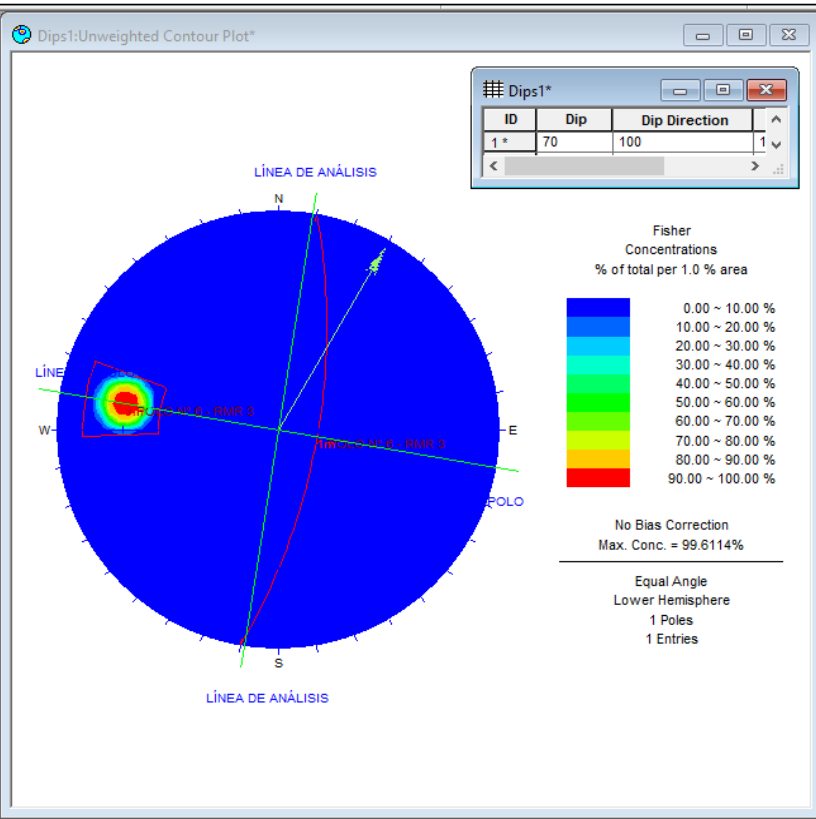 Dips1:Unweighted Contour Plot*
Dips1*
ID Dip Dip Direction
1 * 70 100 1
LÍNEA DE ANÁLISIS
N
Fisher
Concentrations
% of total per 1.0 % area
0.00 ~ 10.00 %
10.00 ~ 20.00 %
20.00 ~ 30.00 %
30.00 ~ 40.00 %
40.00 ~ 50.00 %
50.00 ~ 60.00 %
60.00 ~ 70.00 %
70.00 ~ 80.00 %
80.00 ~ 90.00 %
90.00 ~ 100.00 %
LÍNE
W
E
1m
POLO
No Bias Correction
Max. Conc. = 99.6114%
Equal Angle
Lower Hemisphere
1 Poles
1 Entries
S
LÍNEA DE ANÁLISIS